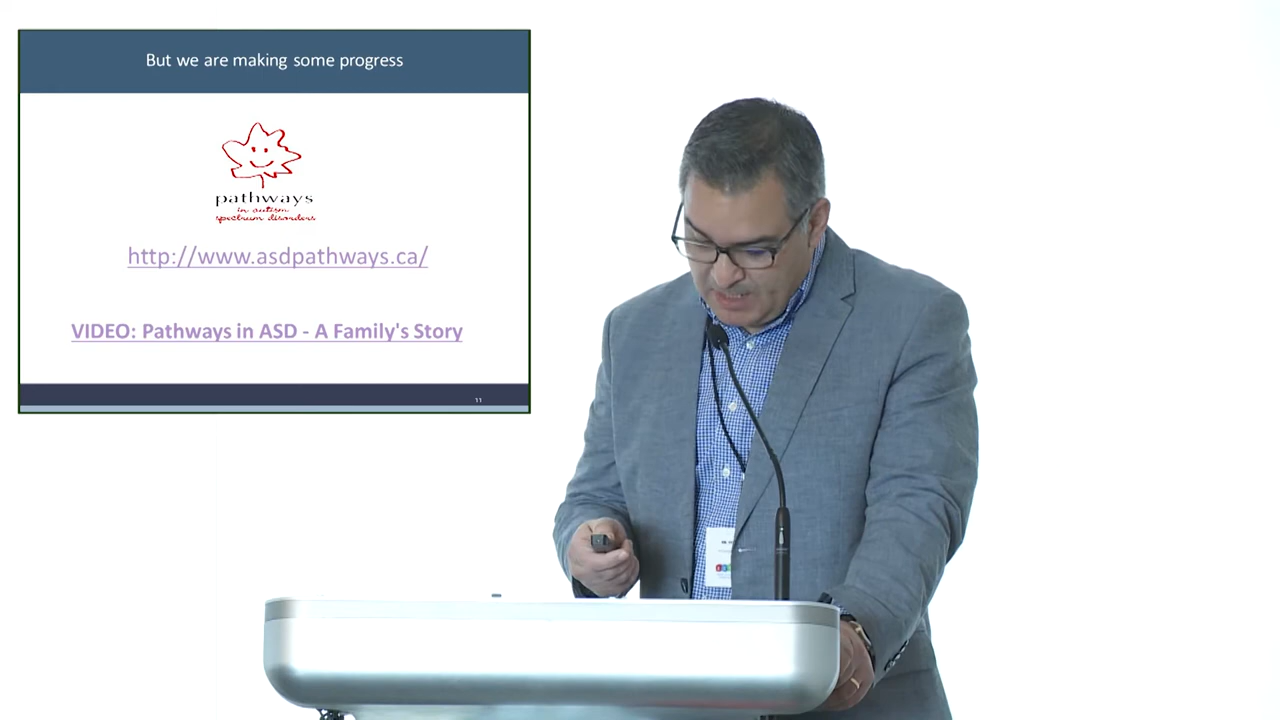 But we are making some progress
pathways
in autism
spectrum disorders
http://www.asdpathways.ca/
VIDEO: Pathways in ASD - A Family's Story
11